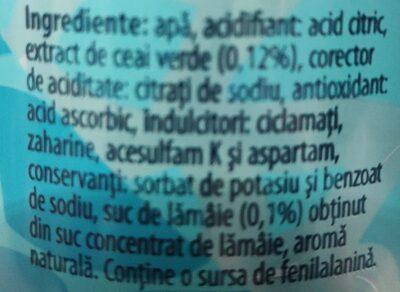 Ingrediente: apă, acidifiant: acid citric,
extract de ceai verde (0,12%), corector
de aciditate: citrați de sodiu, antioxidant:
acid ascorbic, îndulcitori: ciclamați,
zaharine, acesulfam K și aspartam,
conservanți: sorbat de potasiu și benzoat
de sodiu, suc de lămâie (0,1%) obținut
din suc concentrat de lămâie, aromă
naturală. Conține o sursa de fenilalanină.